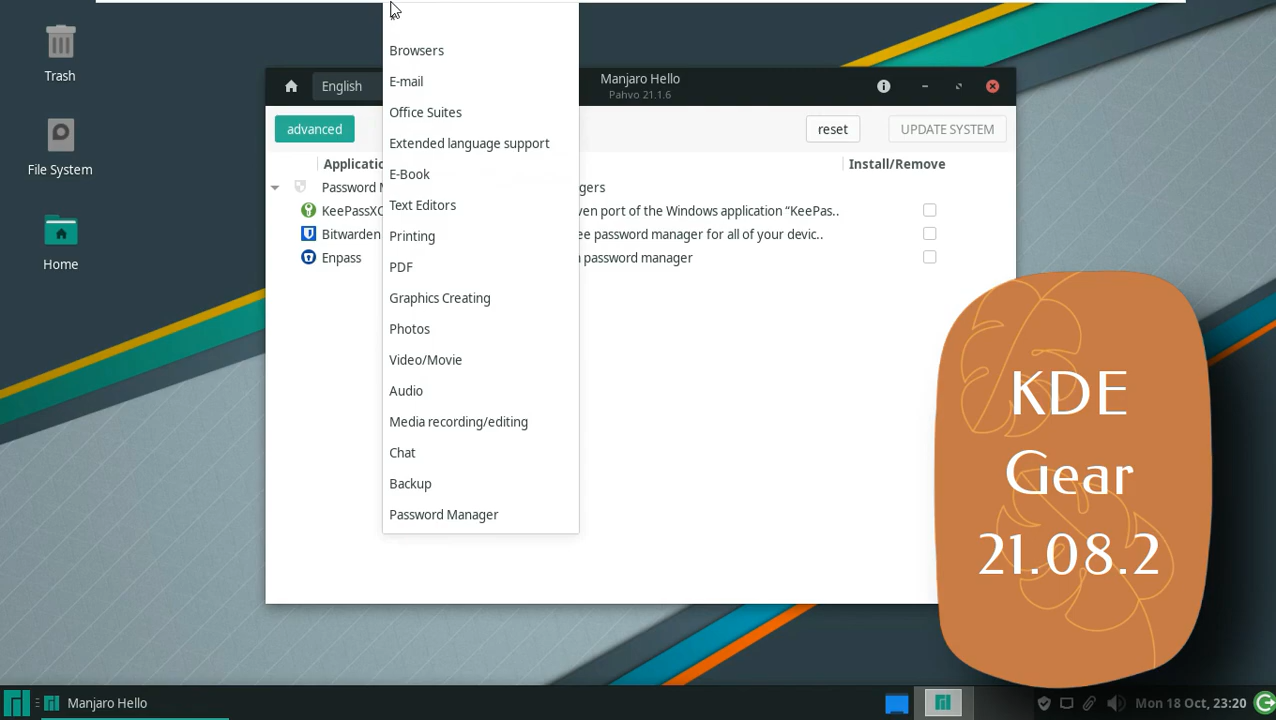 Trash
File System
Home
English
Manjaro Hello
Pahvo 21.1.6
advanced
reset
UPDATE SYSTEM
Install/Remove
Password
gers
KeePassXC
en port of the Windows application “KeePas..
Bitwarden
ee password manager for all of your devic..
Enpass
password manager
Browsers
E-mail
Office Suites
Extended language support
E-Book
Text Editors
Printing
PDF
Graphics Creating
Photos
Video/Movie
Audio
Media recording/editing
Chat
Backup
Password Manager
KDE
Gear
21.08.2
Manjaro Hello
Mon 18 Oct, 23:20